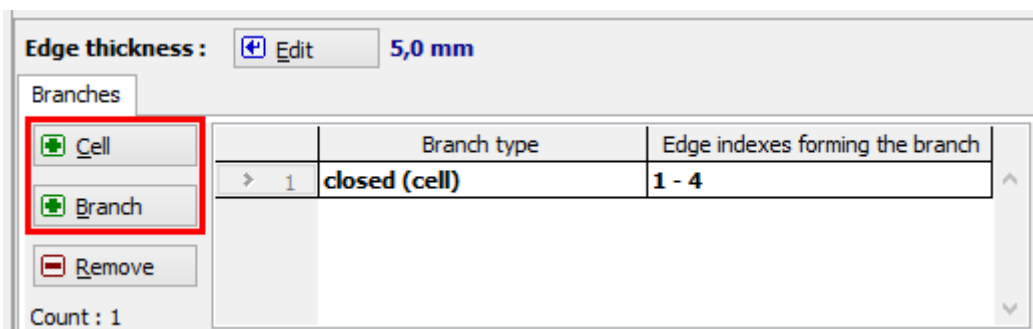 Edge thickness : Edit 5,0 mm
Branches
Cell
Branch type Edge indexes forming the branch
1 closed (cell) 1 - 4
Branch
Remove
Count : 1